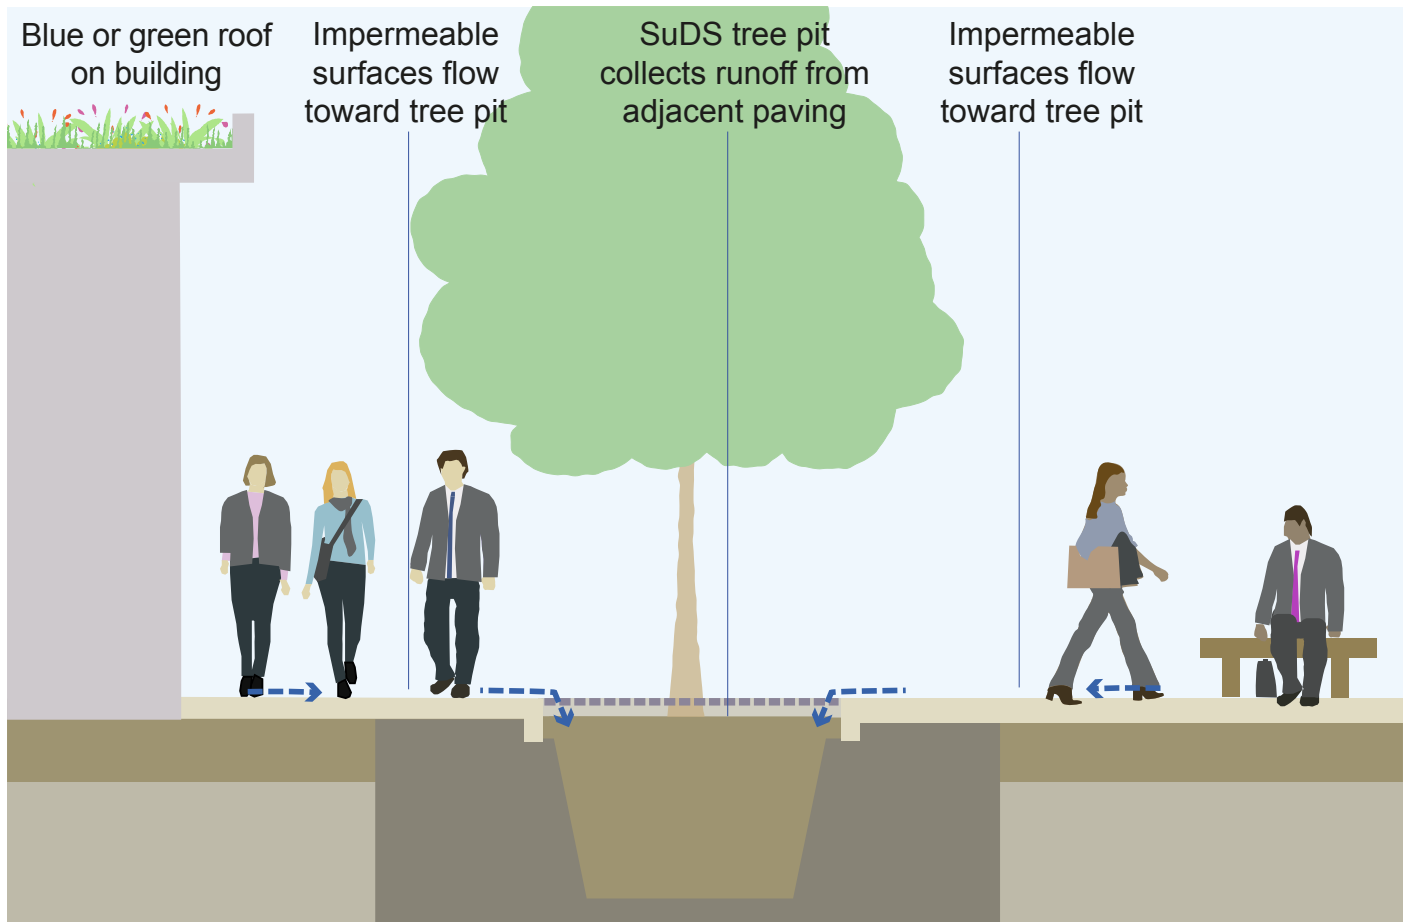 Blue or green roof
on building
Impermeable
surfaces flow
toward tree pit
SuDS tree pit
collects runoff from
adjacent paving
Impermeable
surfaces flow
toward tree pit